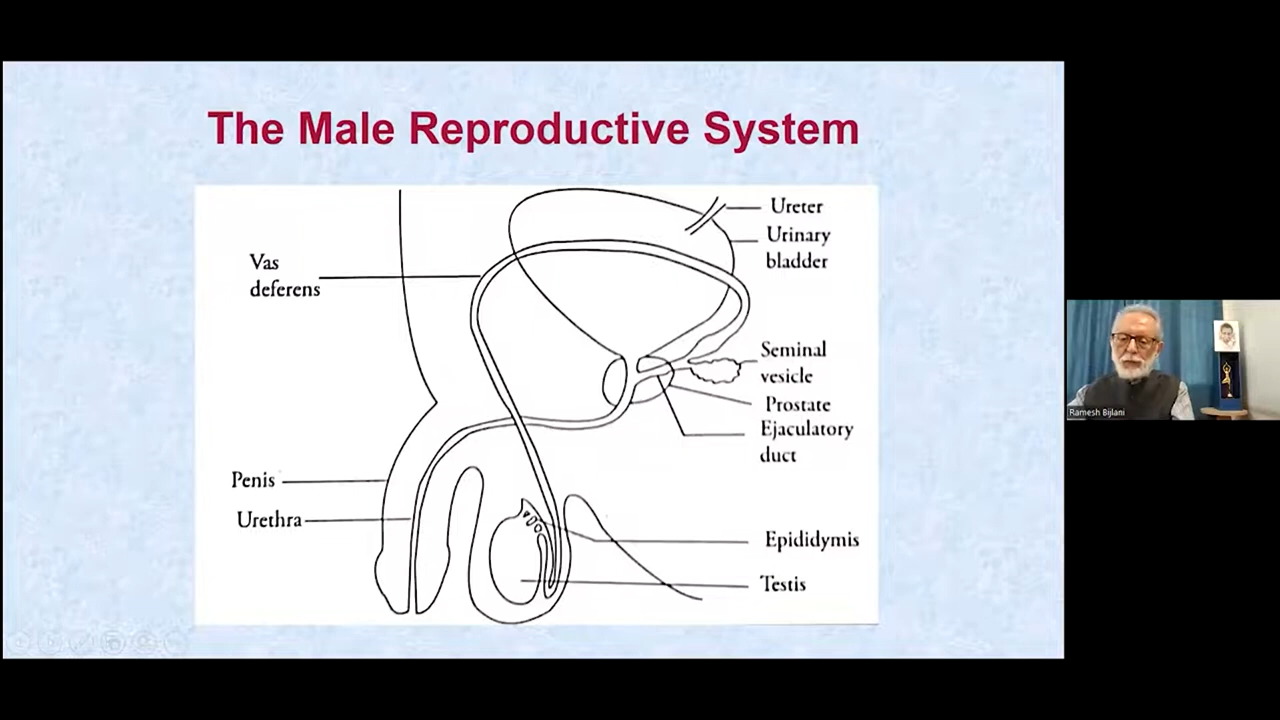 The Male Reproductive System
Ureter
Urinary
bladder
Vas
deferens
Seminal
vesicle
Prostate
Ejaculatory
duct
Penis
Urethra
Epididymis
Testis
Ramesh Bijlani